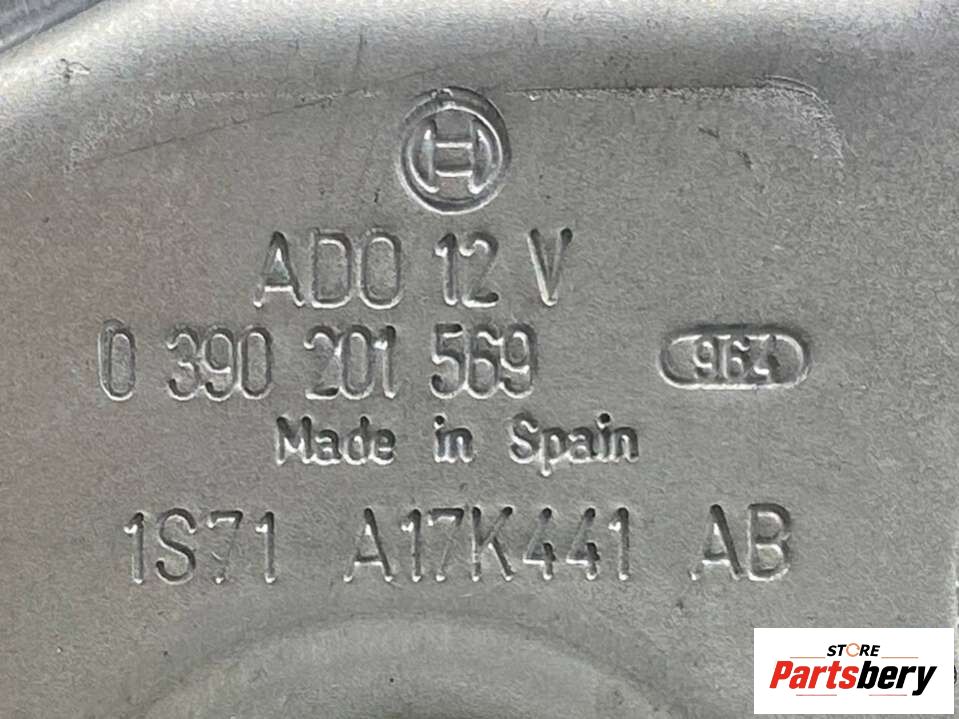 ADO 12 V
0 390 201 569
964
Made in Spain
1S71 A17K441 AB
STORE
Partsbery